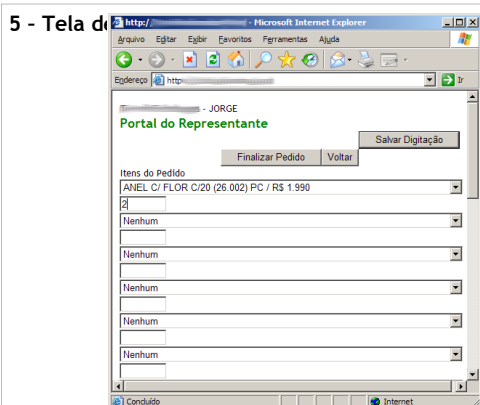 5 - Tela de
http:/ - Microsoft Internet Explorer
Arquivo Editar Exibir Favoritos Ferramentas Ajuda
Endereço http Ir
- JORGE
Portal do Representante
Salvar Digitação
Finalizar Pedido Voltar
Itens do Pedido
ANEL C/ FLOR C/20 (26.002) PC / R$ 1.990
2
Nenhum
Nenhum
Nenhum
Nenhum
Nenhum
Concluído Internet